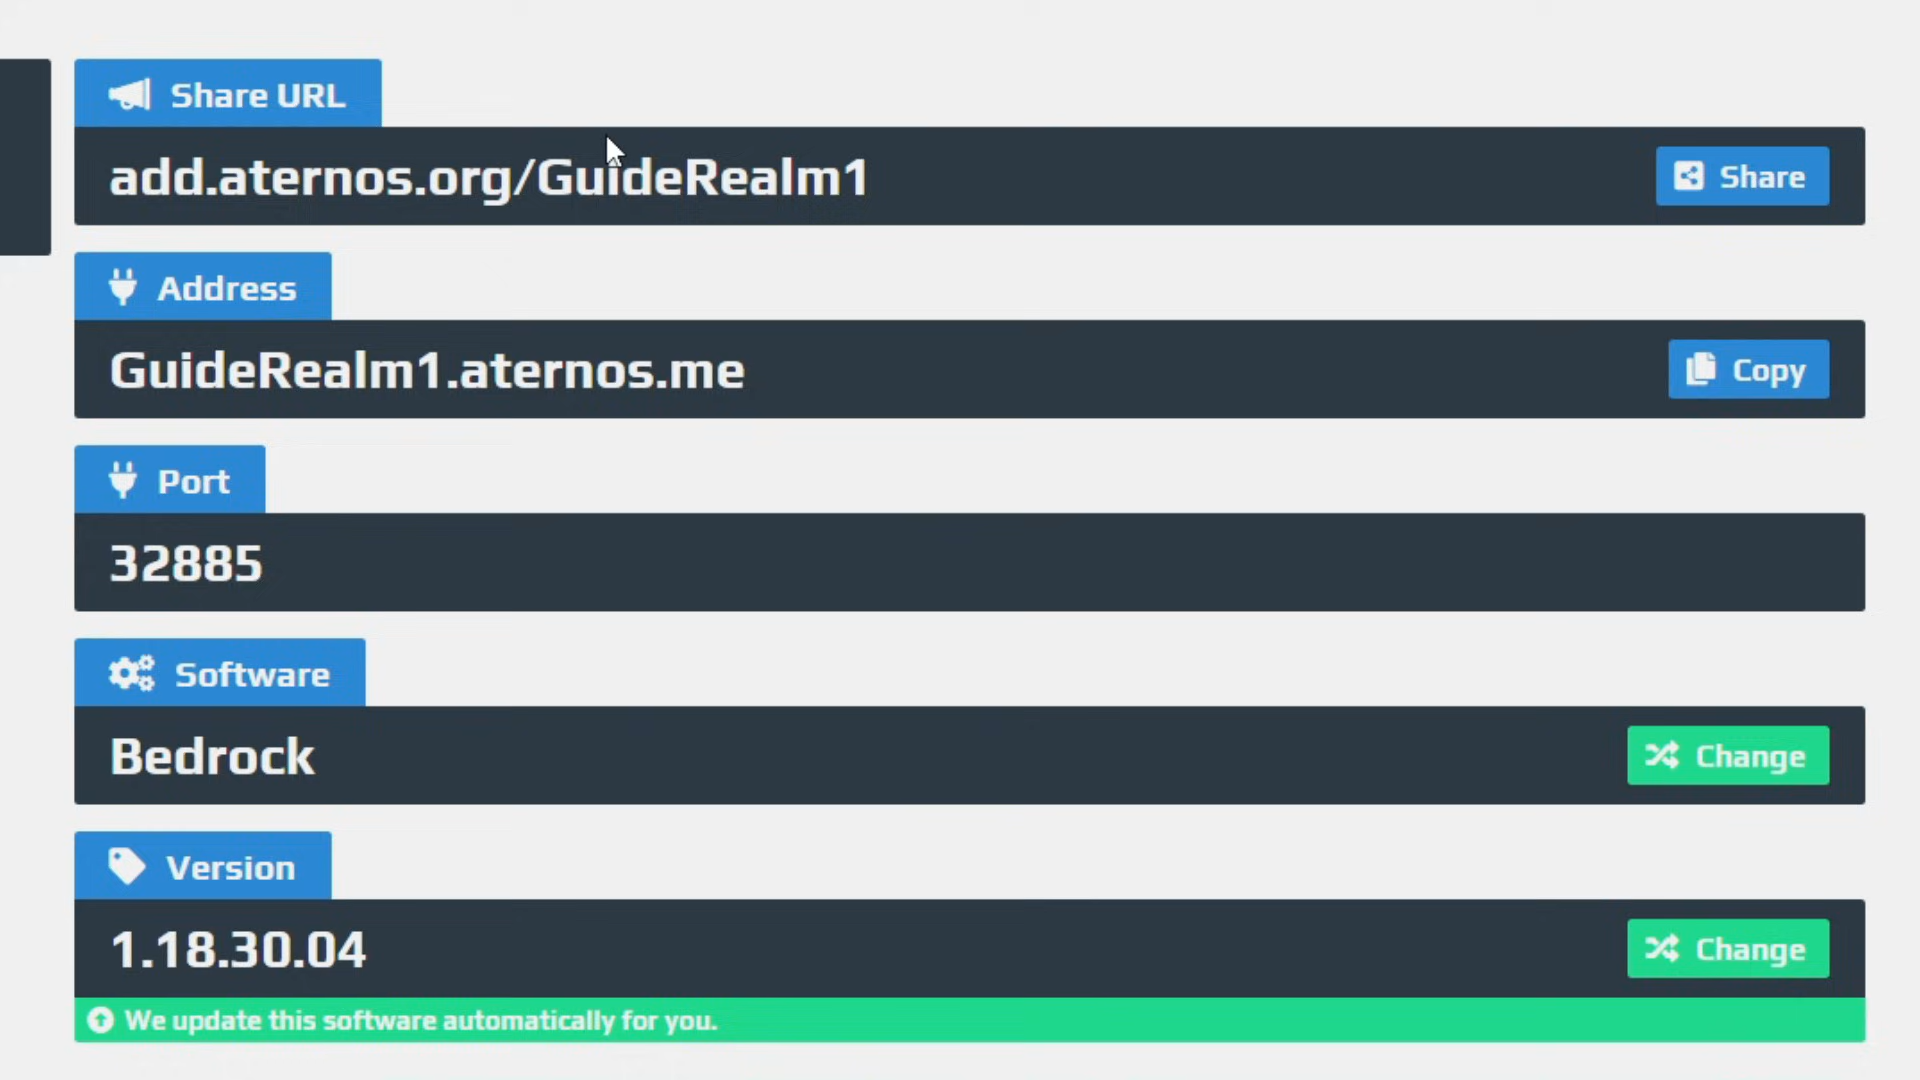 Share URL
add.aternos.org/GuideRealm1
Share
Address
GuideRealm1.aternos.me
Copy
Port
32885
Software
Bedrock
Change
Version
1.18.30.04
Change
We update this software automatically for you.